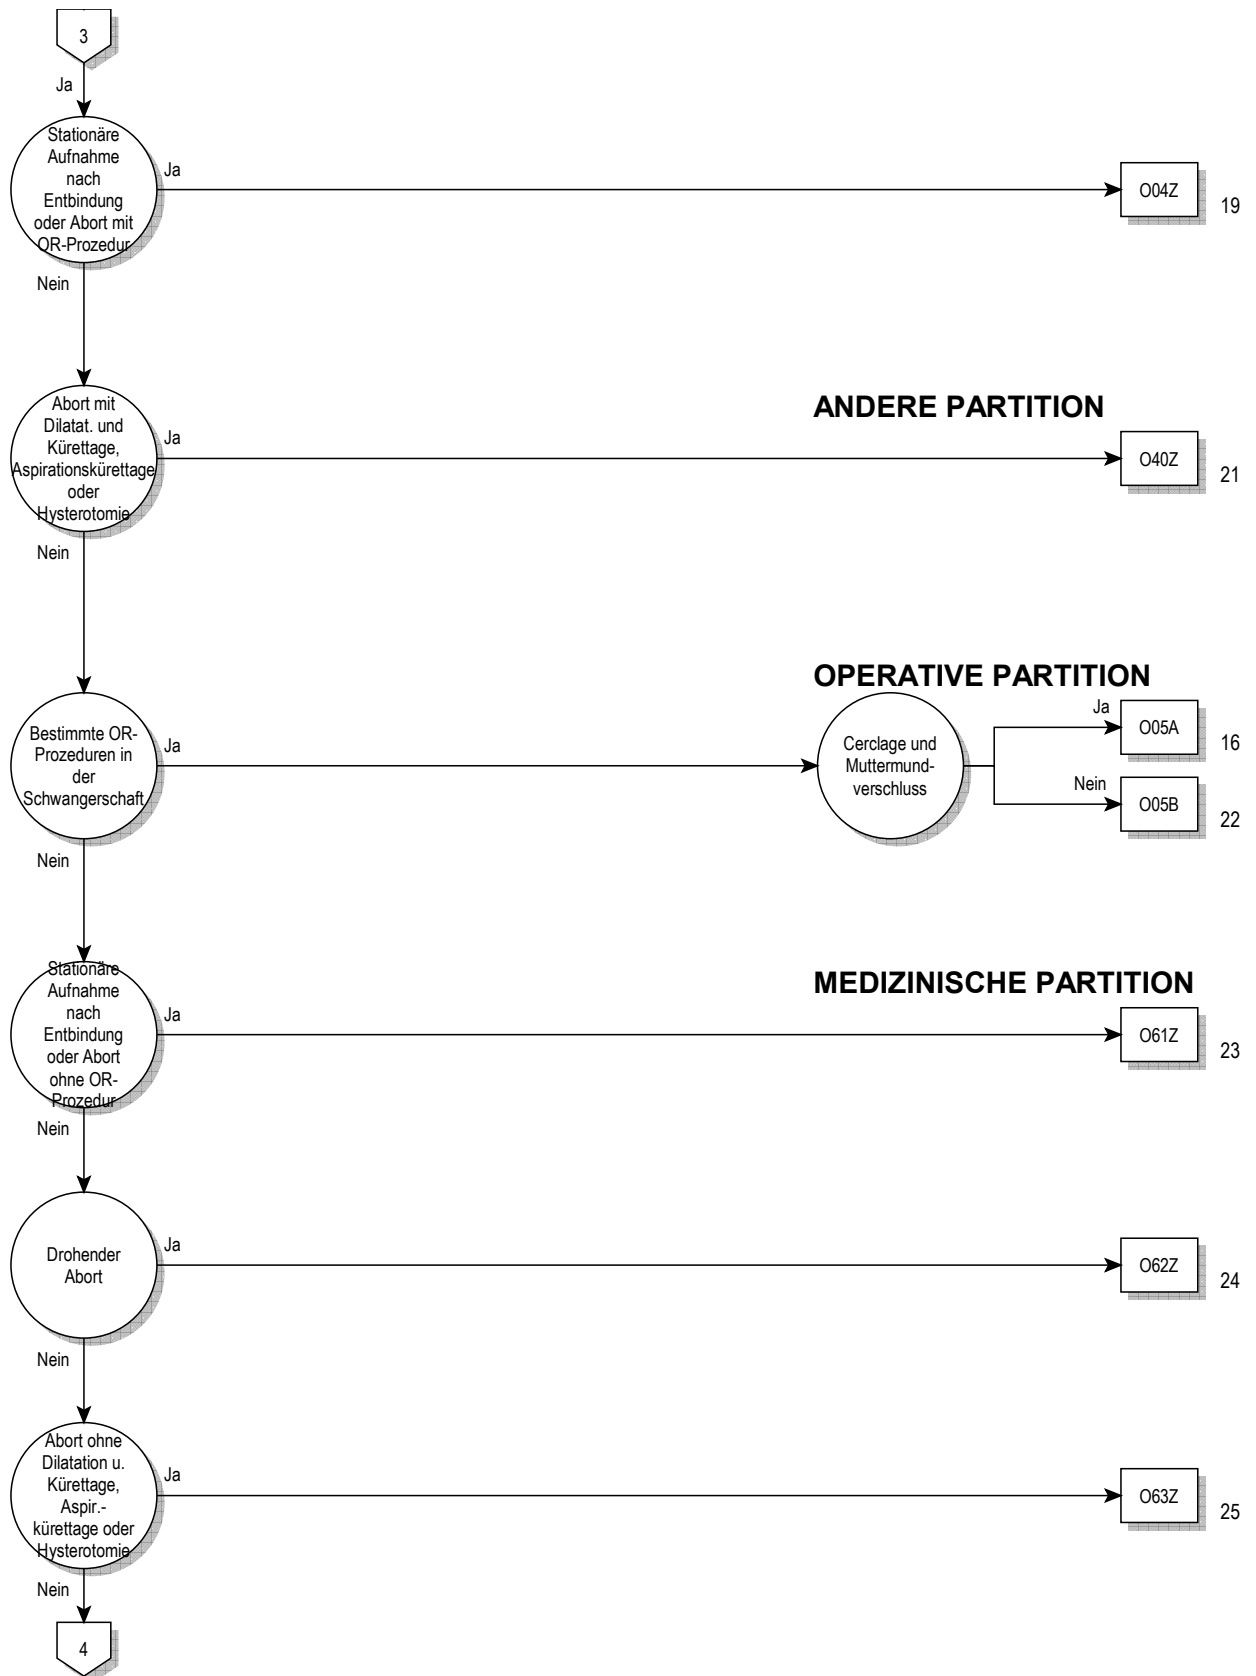 3
Ja
Stationäre
Aufnahme
nach
Entbindung
oder Abort mit
OR-Prozedur
Ja
O04Z
19
Nein
Abort mit
Dilatat. und
Kürettage,
Aspirationskürettage
oder
Hysterotomie
Ja
ANDERE PARTITION
O40Z
21
Nein
Bestimmte OR-
Prozeduren in
der
Schwangerschaft
Ja
OPERATIVE PARTITION
Cerclage und
Muttermund-
verschluss
Ja
O05A
16
Nein
O05B
22
Nein
Stationäre
Aufnahme
nach
Entbindung
oder Abort
ohne OR-
Prozedur
Ja
MEDIZINISCHE PARTITION
O61Z
23
Nein
Drohender
Abort
Ja
O62Z
24
Nein
Abort ohne
Dilatation u.
Kürettage,
Aspir.-
kürettage oder
Hysterotomie
Ja
O63Z
25
Nein
4